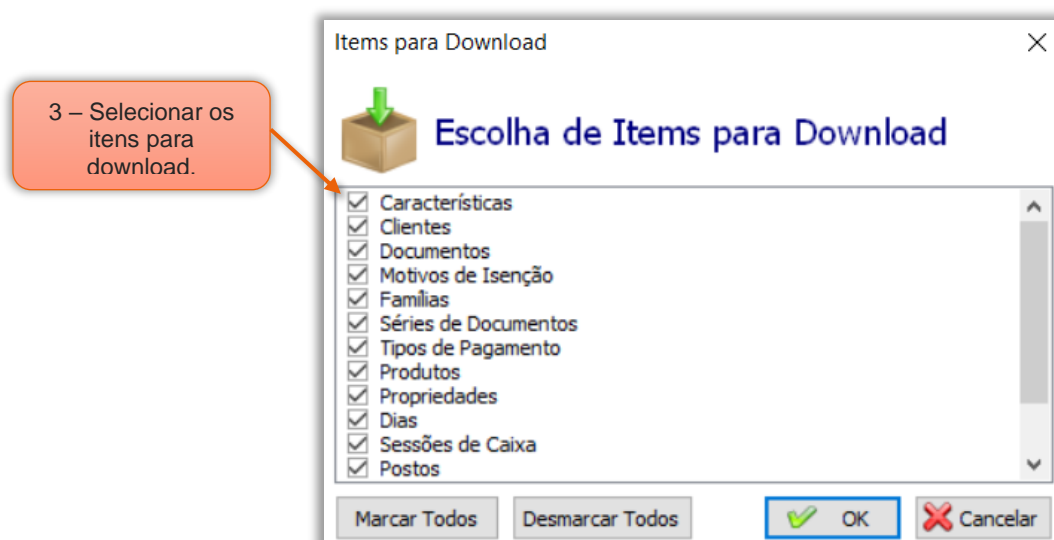 Items para Download
3 – Selecionar os
itens para
download.
Escolha de Items para Download
Características
Clientes
Documentos
Motivos de Isenção
Famílias
Séries de Documentos
Tipos de Pagamento
Produtos
Propriedades
Dias
Sessões de Caixa
Postos
Marcar Todos
Desmarcar Todos
OK
Cancelar